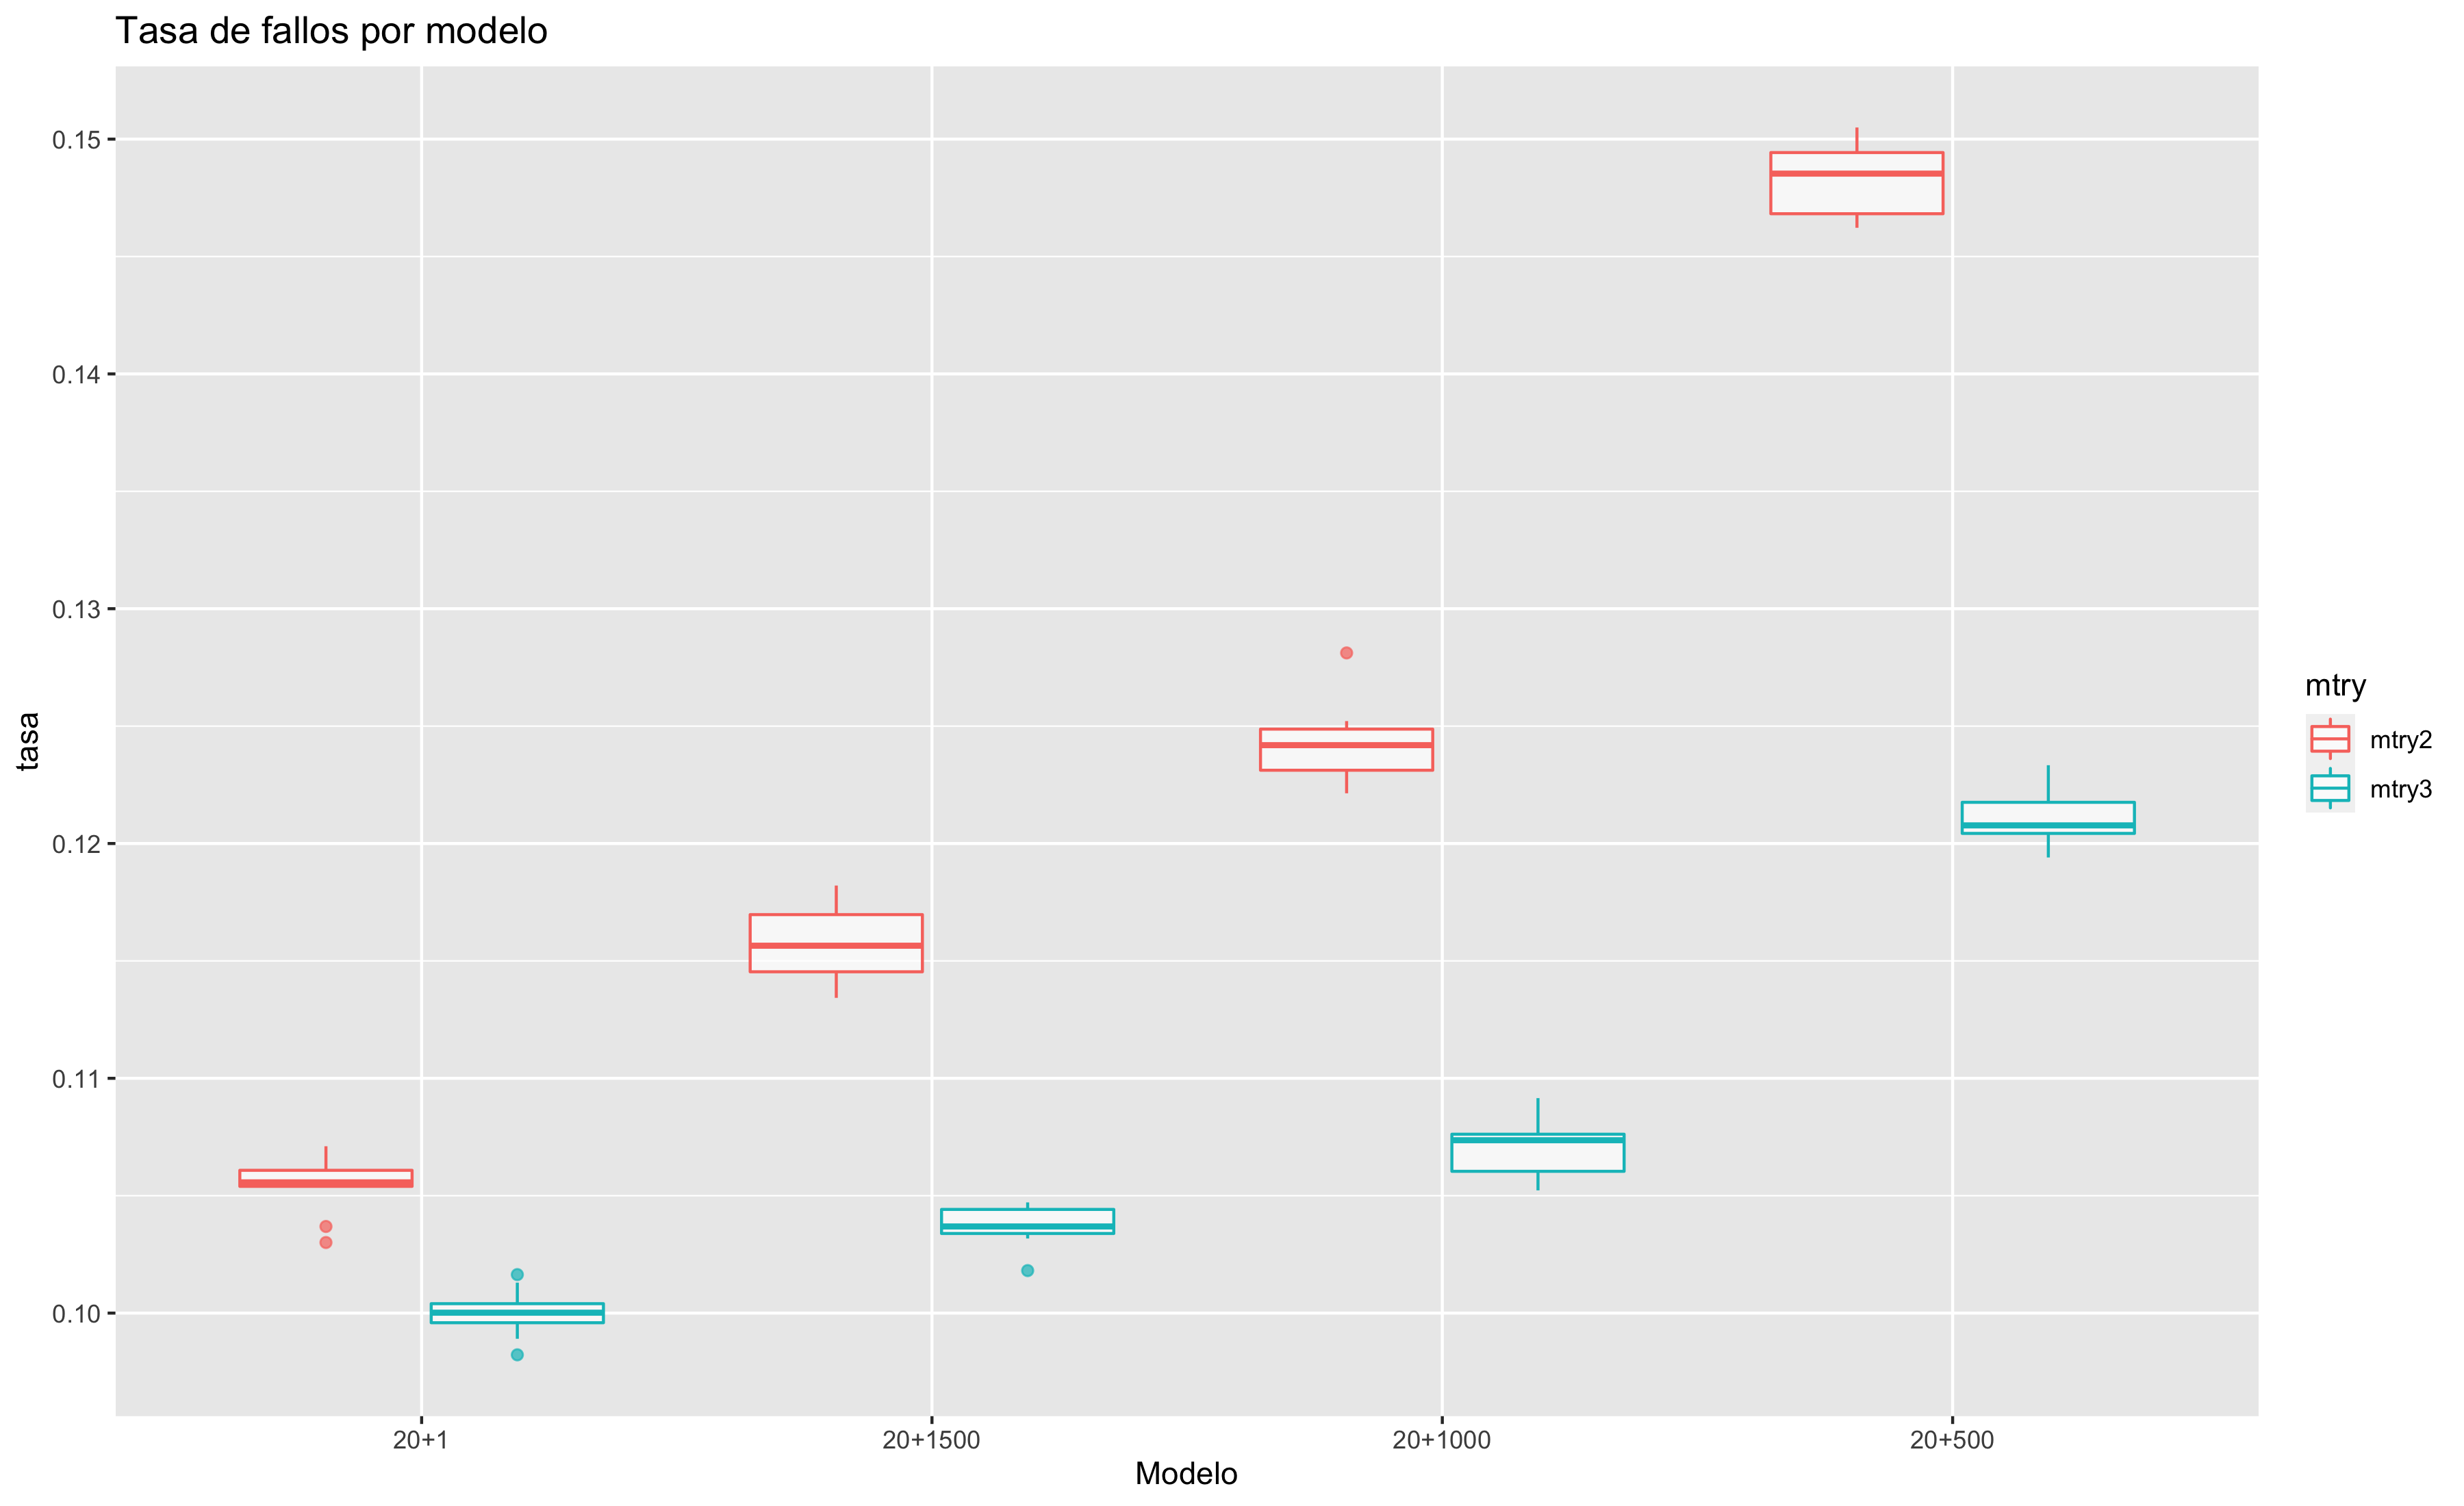 Tasa de fallos por modelo
tasa
0.15
0.14
0.13
0.12
0.11
0.10
20+1
20+1500
20+1000
20+500
Modelo
mtry
mtry2
mtry3